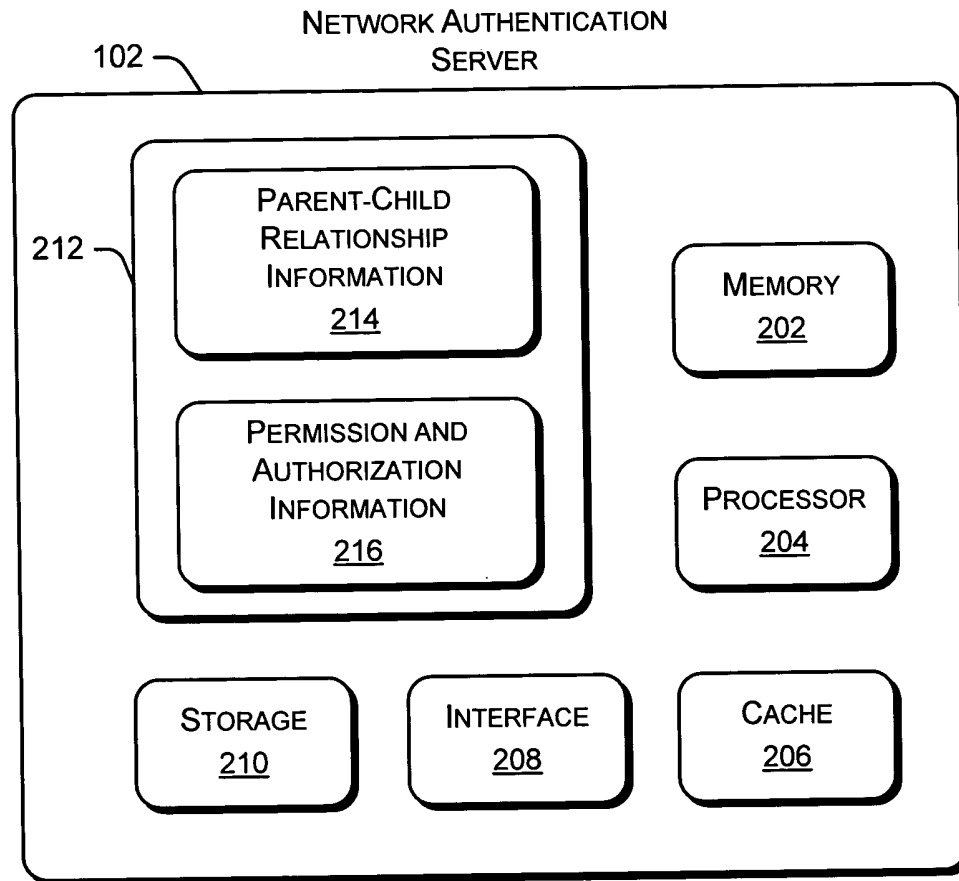 NETWORK AUTHENTICATION
SERVER
102
212
PARENT-CHILD
RELATIONSHIP
INFORMATION
214
PERMISSION AND
AUTHORIZATION
INFORMATION
216
MEMORY
202
PROCESSOR
204
STORAGE
210
INTERFACE
208
CACHE
206